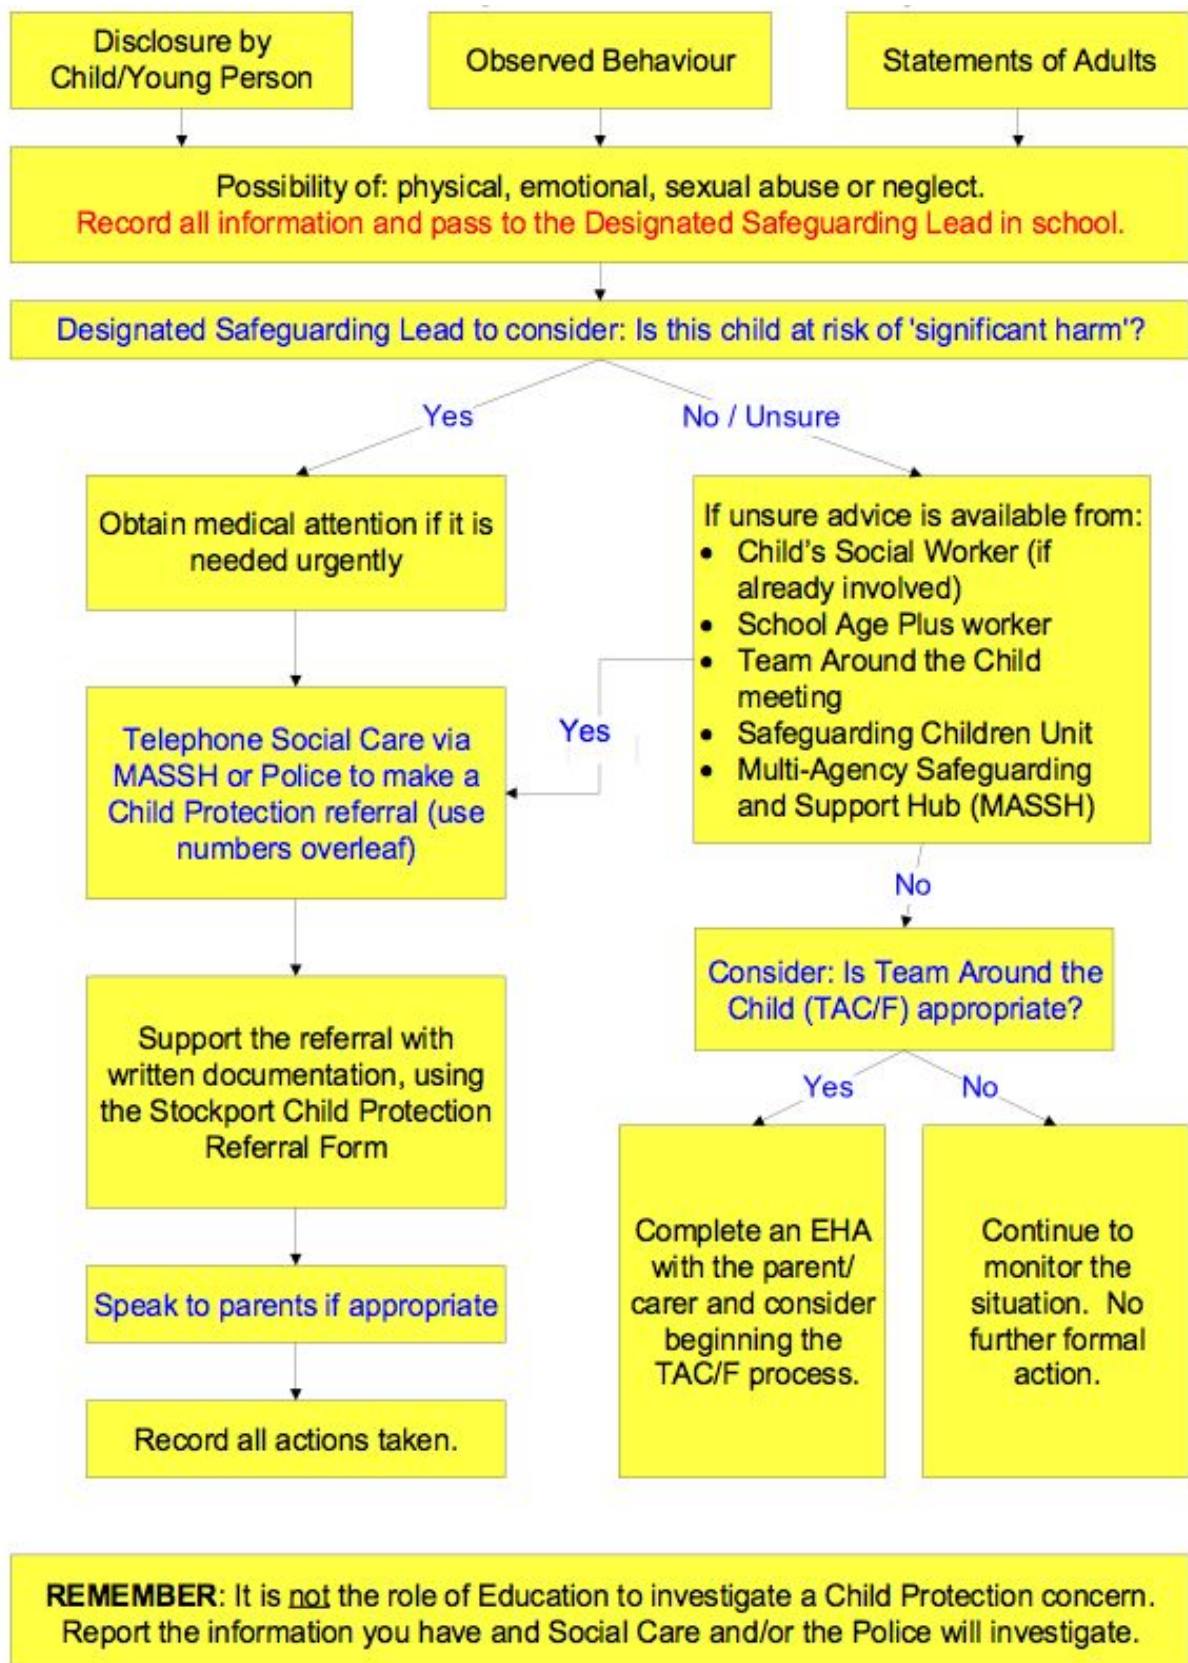 Disclosure by
Child/Young Person
Observed Behaviour
Statements of Adults
Possibility of: physical, emotional, sexual abuse or neglect.
Record all information and pass to the Designated Safeguarding Lead in school.
Designated Safeguarding Lead to consider: Is this child at risk of 'significant harm'?
Yes
No / Unsure
Obtain medical attention if it is
needed urgently
If unsure advice is available from:
• Child’s Social Worker (if
already involved)
• School Age Plus worker
• Team Around the Child
meeting
• Safeguarding Children Unit
• Multi-Agency Safeguarding
and Support Hub (MASSH)
Yes
Telephone Social Care via
MASSH or Police to make a
Child Protection referral (use
numbers overleaf)
No
Consider: Is Team Around the
Child (TAC/F) appropriate?
Support the referral with
written documentation, using
the Stockport Child Protection
Referral Form
Yes
No
Complete an EHA
with the parent/
carer and consider
beginning the
TAC/F process.
Continue to
monitor the
situation. No
further formal
action.
Speak to parents if appropriate
Record all actions taken.
REMEMBER: It is not the role of Education to investigate a Child Protection concern.
Report the information you have and Social Care and/or the Police will investigate.